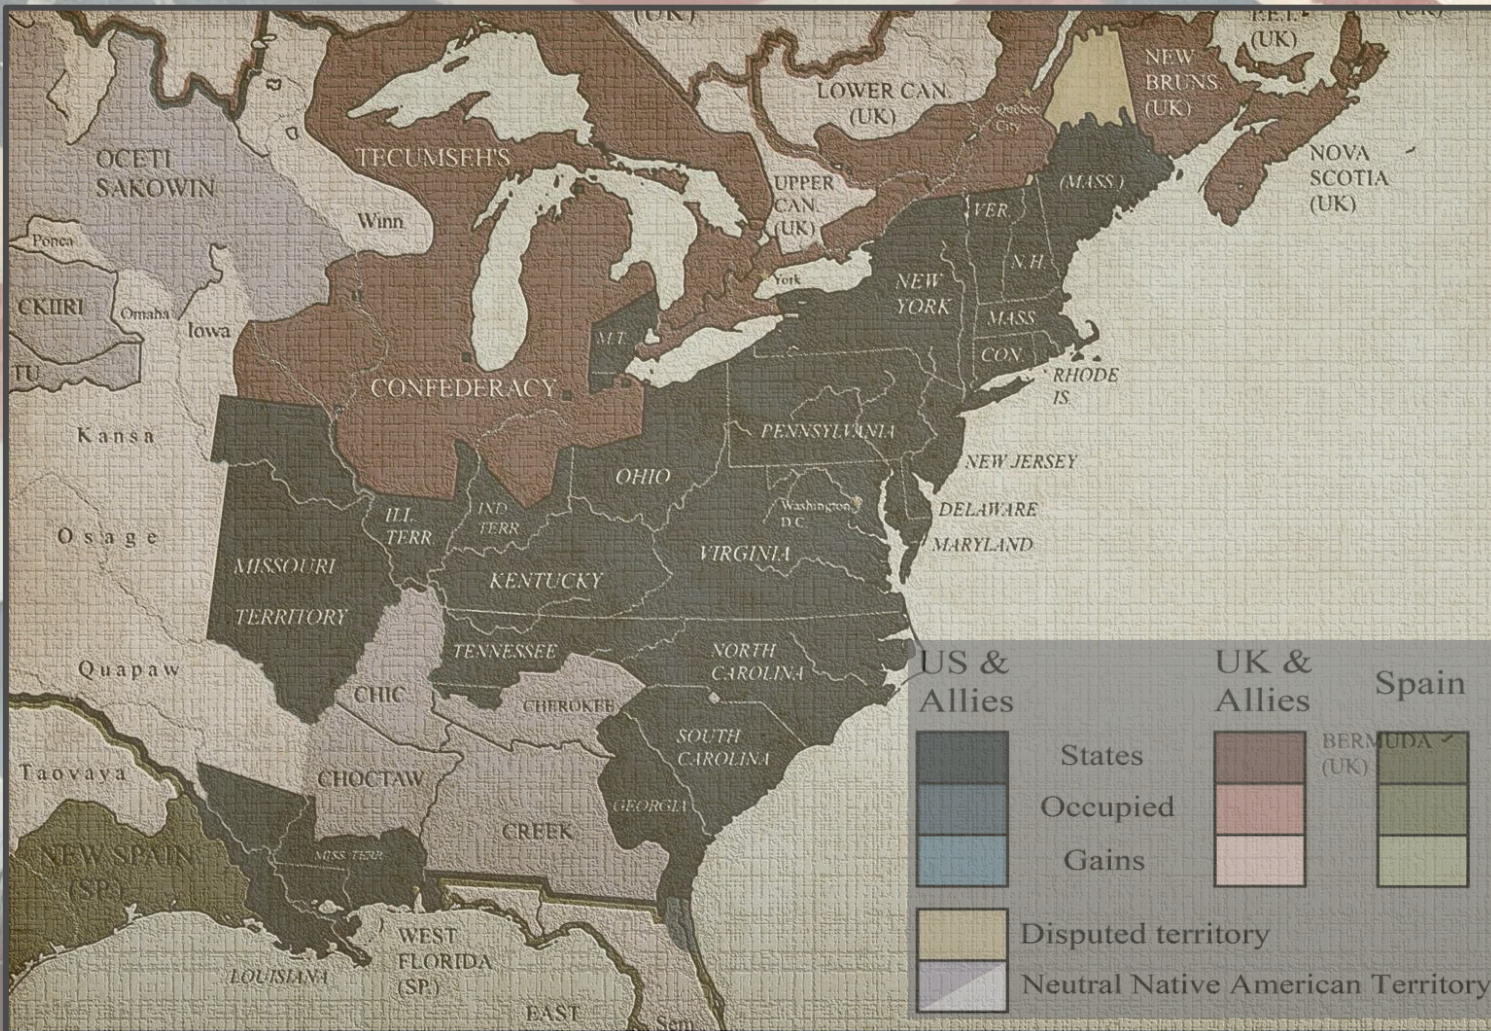 (UK)
P.E.I.
(UK)
(UK)
NEW
BRUNS.
(UK)
LOWER CAN.
(UK)
Québec
City
OCETI
SAKOWIN
TECUMSEH'S
NOVA
SCOTIA
(UK)
UPPER
CAN.
(UK)
(MASS.)
Winn
VER.
Ponca
N.H.
York
NEW
YORK
CKIIRI
Omaha
Iowa
MASS.
M.T.
CON.
TU
CONFEDERACY
RHODE
IS.
Kansa
PENNSYLVANIA
NEW JERSEY
OHIO
Washington,
D.C.
DELAWARE
ILL.
TERR.
IND.
TERR.
Osage
VIRGINIA
MARYLAND
MISSOURI
TERRITORY
KENTUCKY
TENNESSEE
NORTH
CAROLINA
Quapaw
CHIC
CHEROKEE
SOUTH
CAROLINA
Taovaya
CHOCTAW
GEORGIA
CREEK
MISS. TERR.
NEW SPAIN
(SP.)
WEST
FLORIDA
(SP.)
LOUISIANA
EAST
Sem
US &
Allies
UK &
Allies
Spain
BERMUDA
(UK)
States
Occupied
Gains
Disputed territory
Neutral Native American Territory